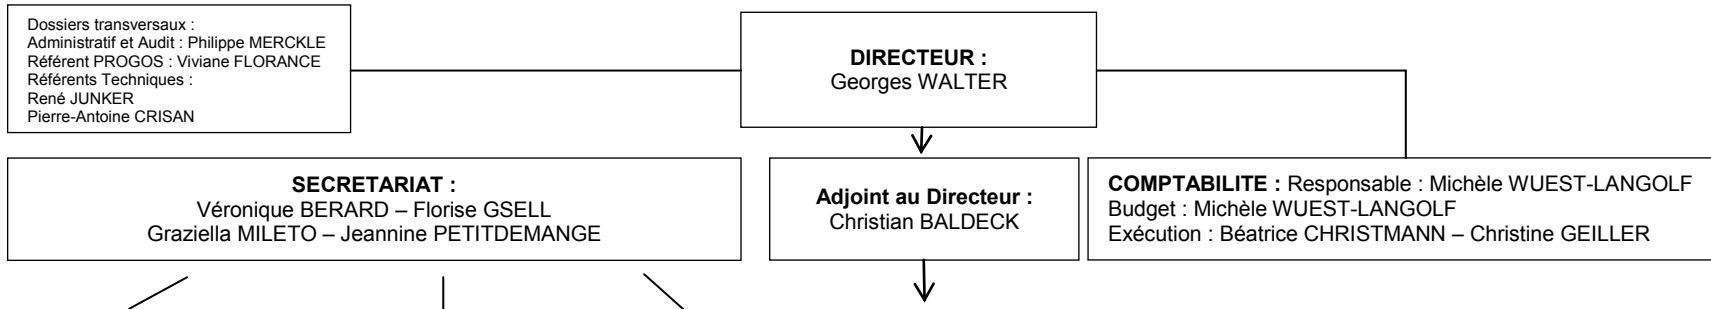 Dossiers transversaux :
Administratif et Audit : Philippe MERCKLE
Référent PROGOS : Viviane FLORANCE
Référents Techniques :
René JUNKER
Pierre-Antoine CRISAN
DIRECTEUR :
Georges WALTER
SECRETARIAT :
Véronique BERARD – Florise GSELL
Graziella MILETO – Jeannine PETITDEMANGE
Adjoint au Directeur :
Christian BALDECK
COMPTABILITE : Responsable : Michèle WUEST-LANGOLF
Budget : Michèle WUEST-LANGOLF
Exécution : Béatrice CHRISTMANN – Christine GEILLER